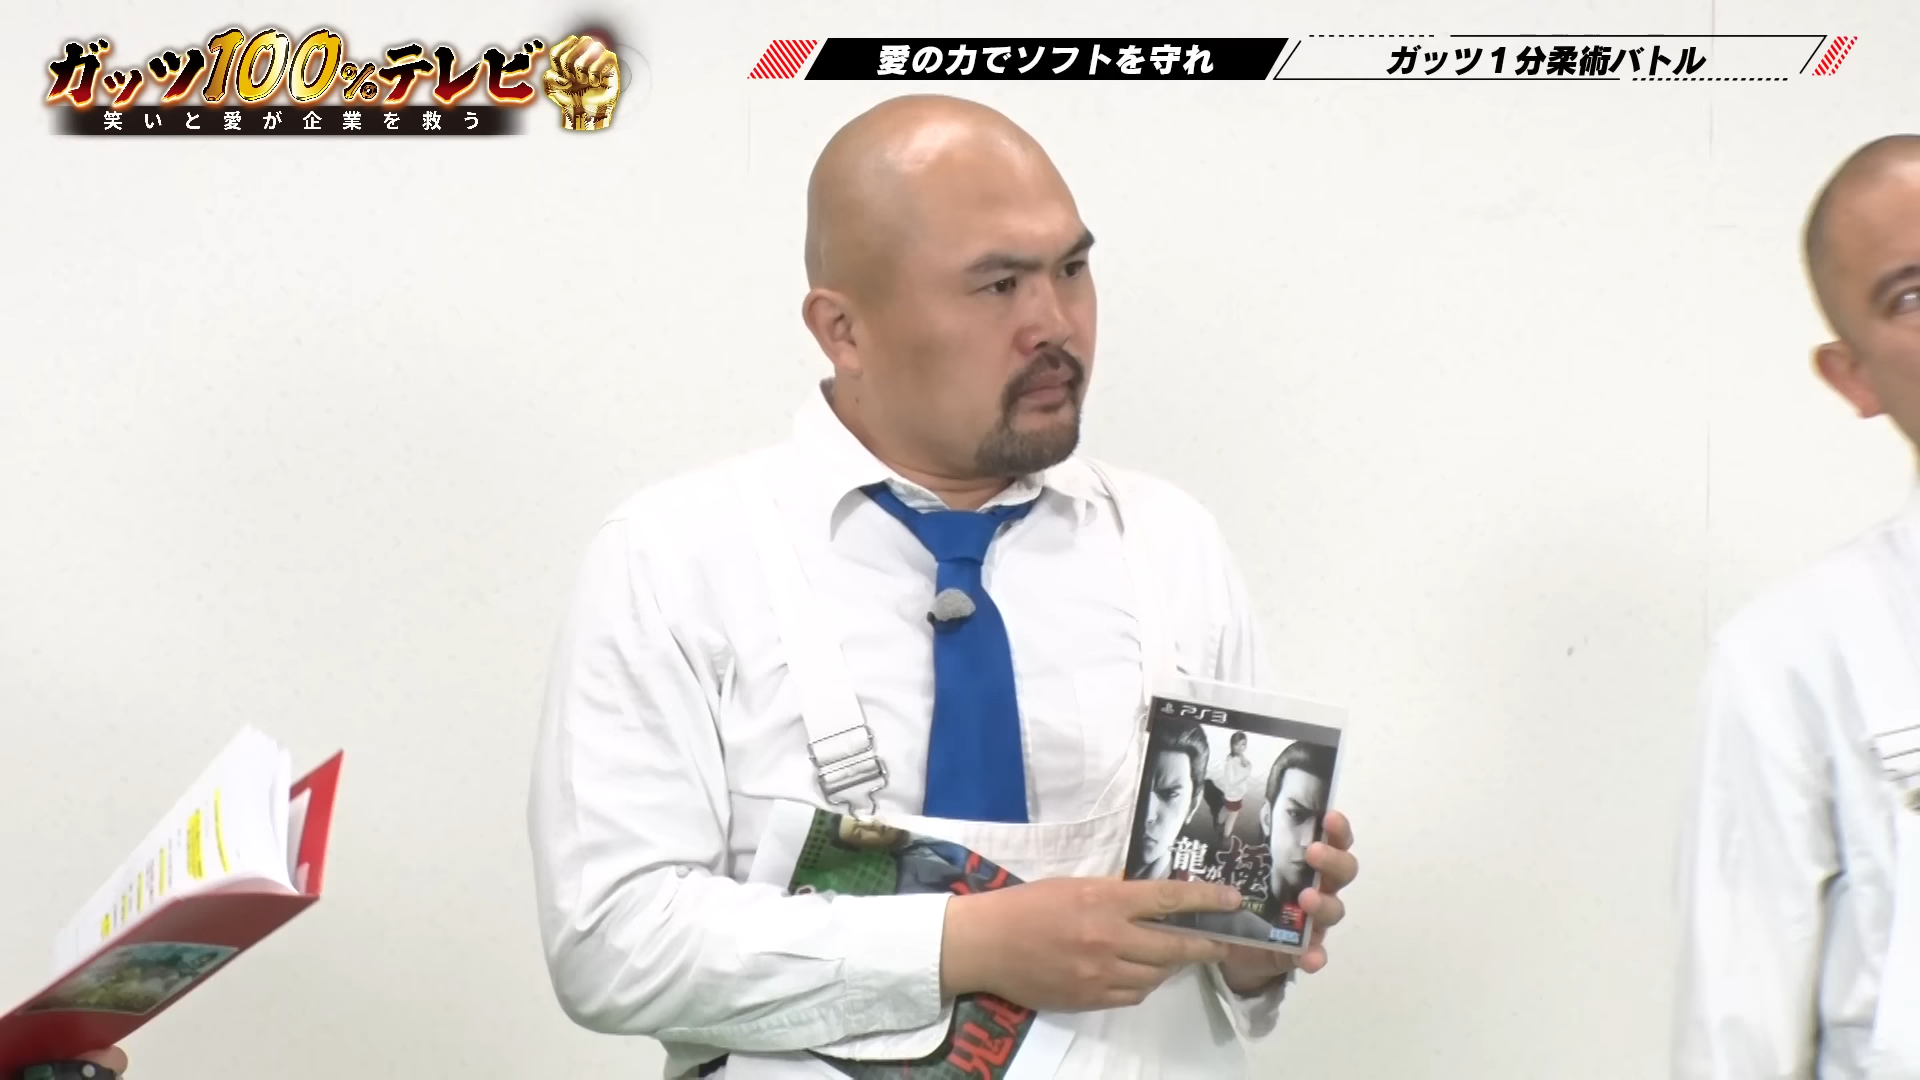 ガッツ100%テレビ
笑いと愛が企業を救う
愛の力でソフトを守れ
ガッツ1分柔術バトル
PS3
龍が
極
SEGA